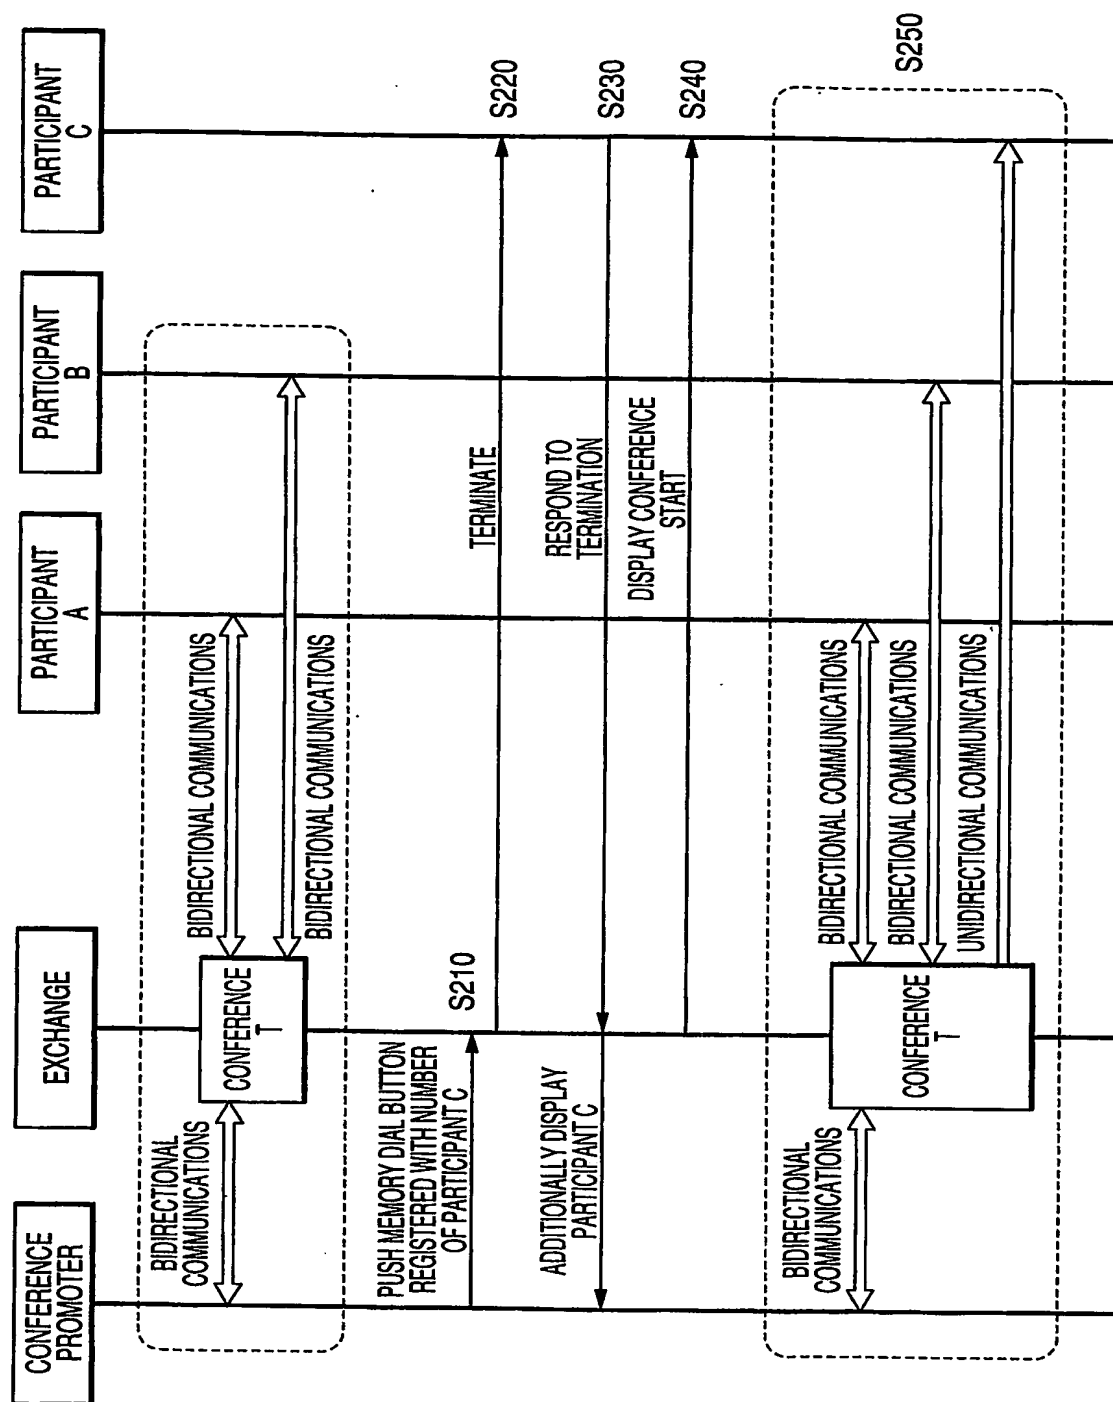 CONFERENCE
PROMOTER
EXCHANGE
PARTICIPANT
A
PARTICIPANT
B
PARTICIPANT
C
BIDIRECTIONAL
COMMUNICATIONS
CONFERENCE
T
BIDIRECTIONAL COMMUNICATIONS
BIDIRECTIONAL COMMUNICATIONS
PUSH MEMORY DIAL BUTTON
REGISTERED WITH NUMBER
OF PARTICIPANT C
S210
TERMINATE
S220
ADDITIONALLY DISPLAY
PARTICIPANT C
RESPOND TO
TERMINATION
S230
DISPLAY CONFERENCE
START
S240
BIDIRECTIONAL
COMMUNICATIONS
CONFERENCE
T
BIDIRECTIONAL COMMUNICATIONS
BIDIRECTIONAL COMMUNICATIONS
UNIDIRECTIONAL COMMUNICATIONS
S250